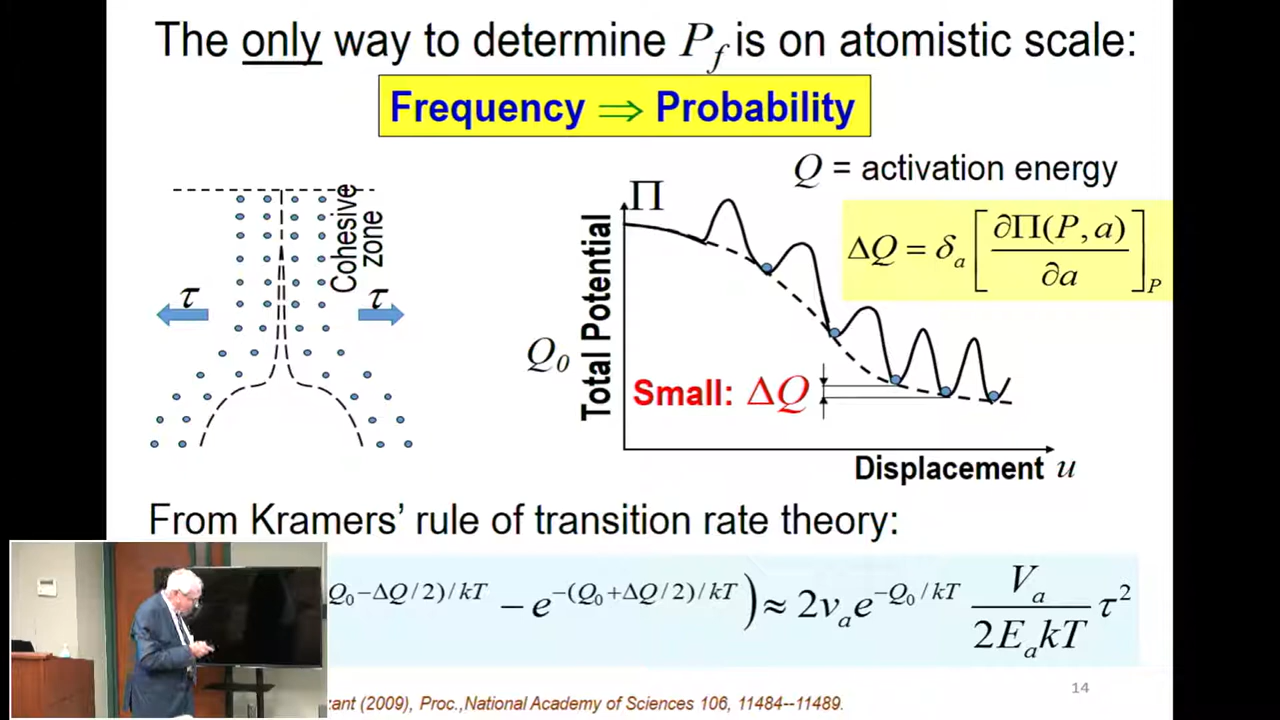 The only way to determine P_f is on atomistic scale:
Frequency ⇒ Probability
Q = activation energy
Π
ΔQ = δ_a [∂Π(P, a) / ∂a]_P
Cohesive
zone
τ
τ
Total Potential
Q_0
Small: ΔQ
Displacement u
From Kramers' rule of transition rate theory:
Q_0−ΔQ/2)/kT − e^{−(Q_0+ΔQ/2)/kT}) ≈ 2ν_a e^{−Q_0/kT} V_a / 2E_a kT τ^2
(2009), Proc.,National Academy of Sciences 106, 11484--11489.
14